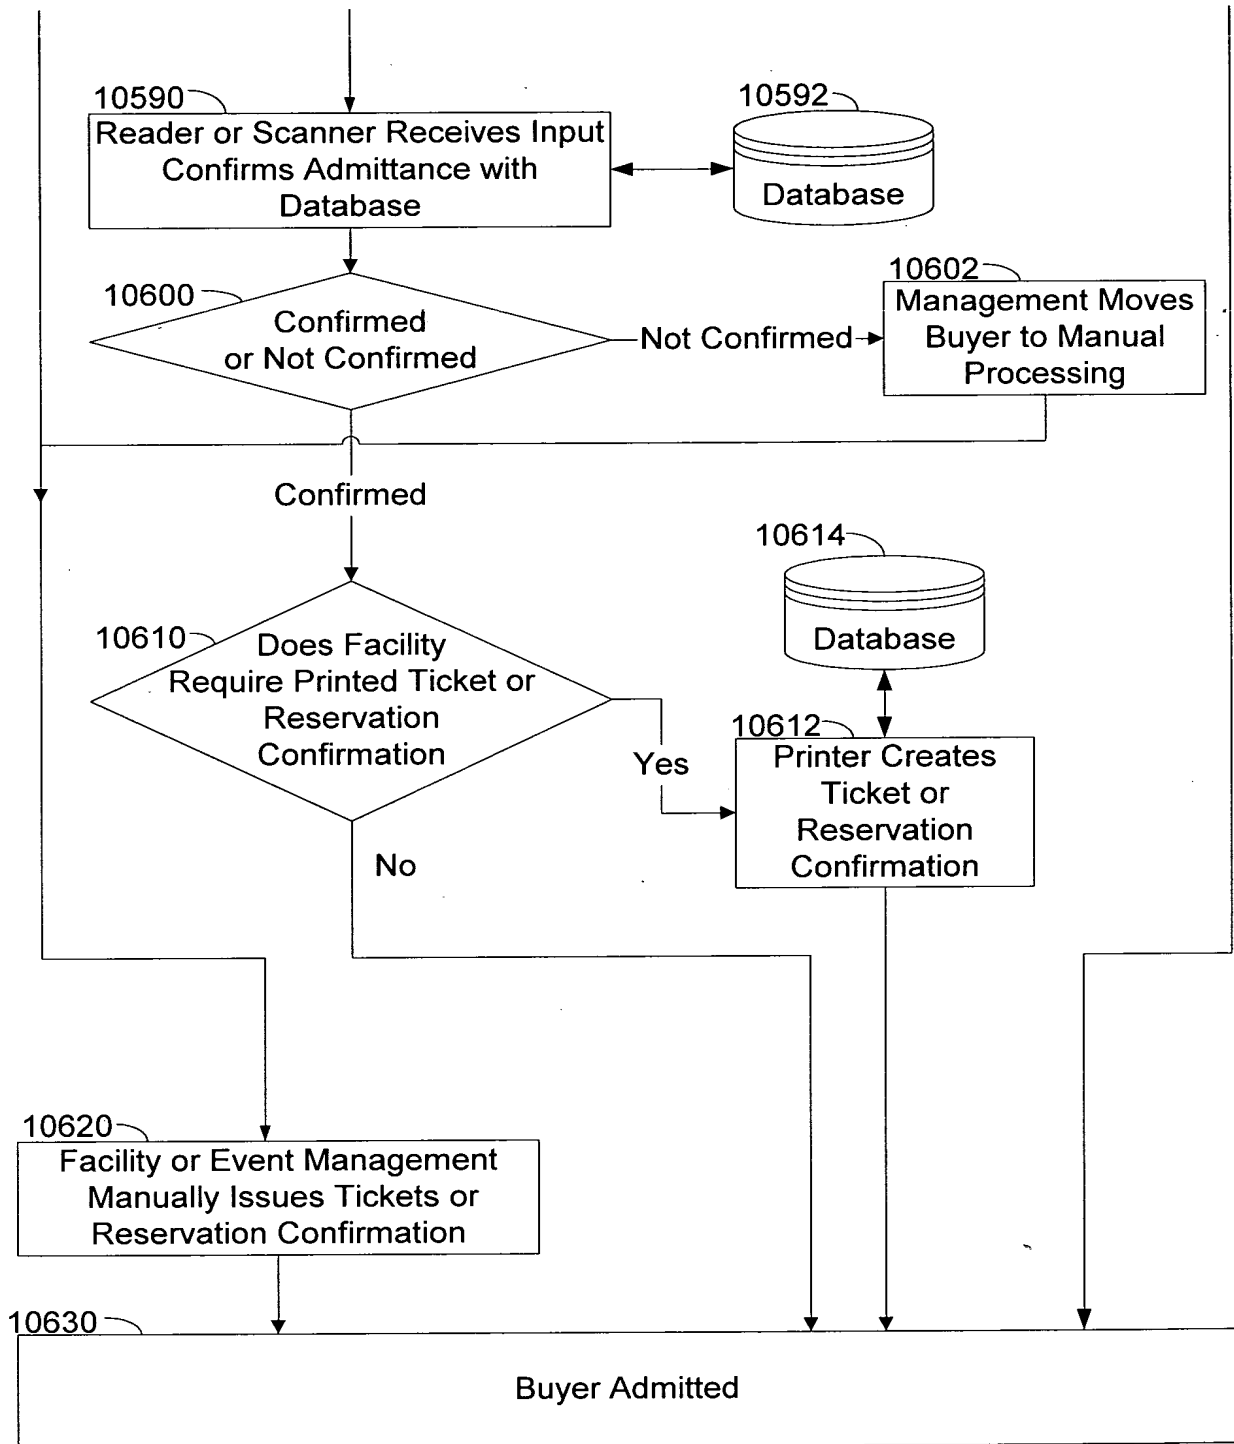 10590
Reader or Scanner Receives Input
Confirms Admittance with
Database
10592
Database
10600
Confirmed
or Not Confirmed
Not Confirmed
10602
Management Moves
Buyer to Manual
Processing
Confirmed
10610
Does Facility
Require Printed Ticket or
Reservation
Confirmation
10614
Database
Yes
10612
Printer Creates
Ticket or
Reservation
Confirmation
No
10620
Facility or Event Management
Manually Issues Tickets or
Reservation Confirmation
10630
Buyer Admitted